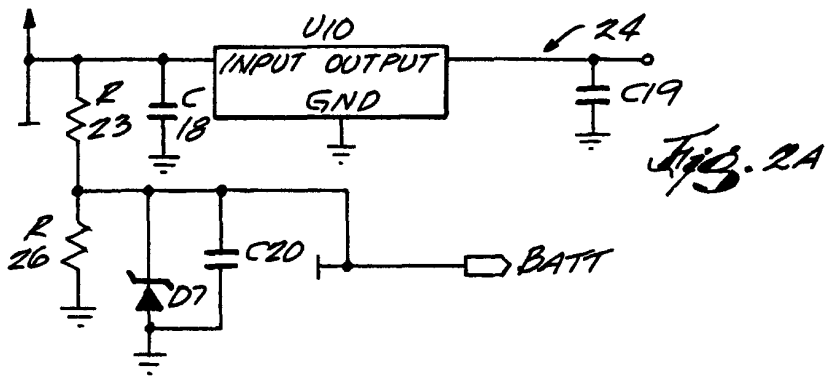 U10
24
INPUT OUTPUT
GND
R
23
C
18
C19
Fig. 2A
R
26
D7
C20
BATT